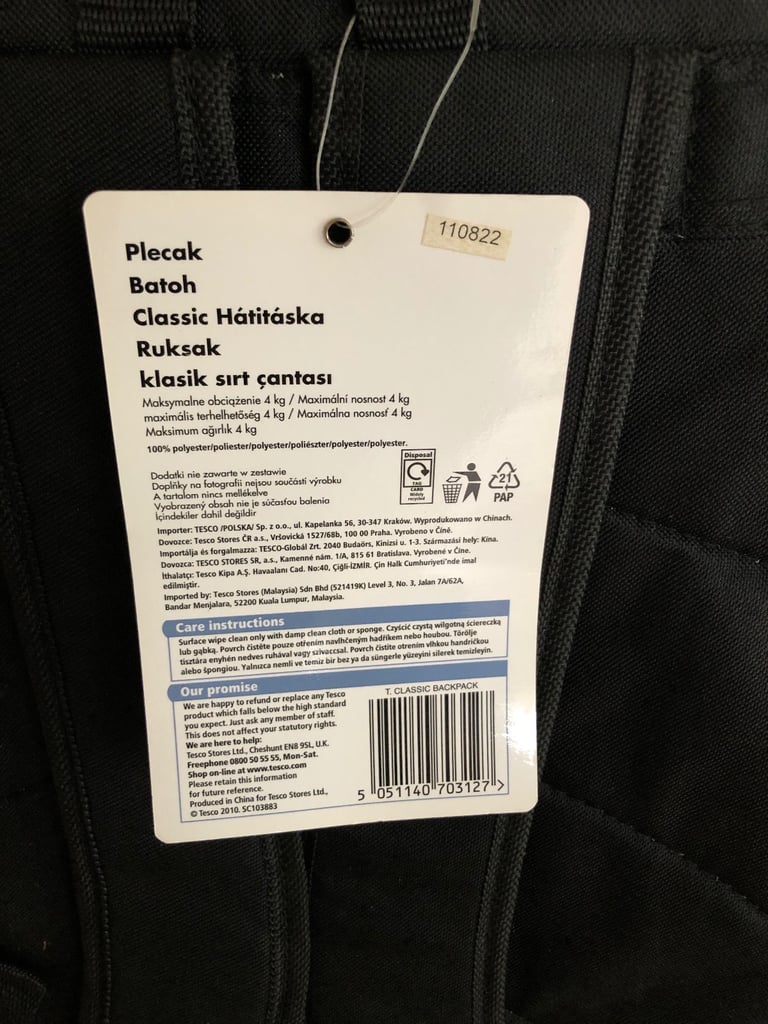 110822
Plecak
Batoh
Classic Hátitáska
Ruksak
klasik sırt çantası
Maksymalne obciążenie 4 kg / Maximální nosnost 4 kg
maximális terhelhetőség 4 kg / Maximálna nosnosť 4 kg
Maksimum ağırlık 4 kg
100% polyester/poliester/polyester/poliészter/polyester/polyester.
Dodatki nie zawarte w zestawie
Doplňky na fotografii nejsou součástí výrobku
A tartalom nincs mellékelve
Vyobrazený obsah nie je súčasťou balenia
İçindekiler dahil değildir
Disposal
TAG
CARD
Widely
recycled
21
PAP
Importer: TESCO /POLSKA/ Sp. z o.o., ul. Kapelanka 56, 30-347 Kraków. Wyprodukowano w Chinach.
Dovozce: Tesco Stores ČR a.s., Vršovická 1527/68b, 100 00 Praha. Vyrobeno v Číně.
Importálja és forgalmazza: TESCO-Globál Zrt. 2040 Budaörs, Kinizsi u. 1-3. Származási hely: Kína.
Dovozca: TESCO STORES SR, a.s., Kamenné nám. 1/A, 815 61 Bratislava. Vyrobené v Číne.
İthalatçı: Tesco Kipa A.Ş. Havaalanı Cad. No:40, Çiğli-İZMİR. Çin Halk Cumhuriyeti'nde imal
edilmiştir.
Imported by: Tesco Stores (Malaysia) Sdn Bhd (521419K) Level 3, No. 3, Jalan 7A/62A,
Bandar Menjalara, 52200 Kuala Lumpur, Malaysia.
Care instructions
Surface wipe clean only with damp clean cloth or sponge. Czyścić czystą wilgotną ściereczką
lub gąbką. Povrch čistěte pouze otřením navlhčeným hadříkem nebo houbou. Törölje
tisztára enyhén nedves ruhával vagy szivaccsal. Povrch čistite otrením vlhkou handričkou
alebo špongiou. Yalnızca nemli ve temiz bir bez ya da süngerle yüzeyini silerek temizleyin.
Our promise
We are happy to refund or replace any Tesco
product which falls below the high standard
you expect. Just ask any member of staff.
This does not affect your statutory rights.
We are here to help:
Tesco Stores Ltd., Cheshunt EN8 9SL, U.K.
Freephone 0800 50 55 55, Mon-Sat.
Shop on-line at www.tesco.com
Please retain this information
for future reference.
Produced in China for Tesco Stores Ltd.,
© Tesco 2010. SC103883
T. CLASSIC BACKPACK
5 051140 703127 >